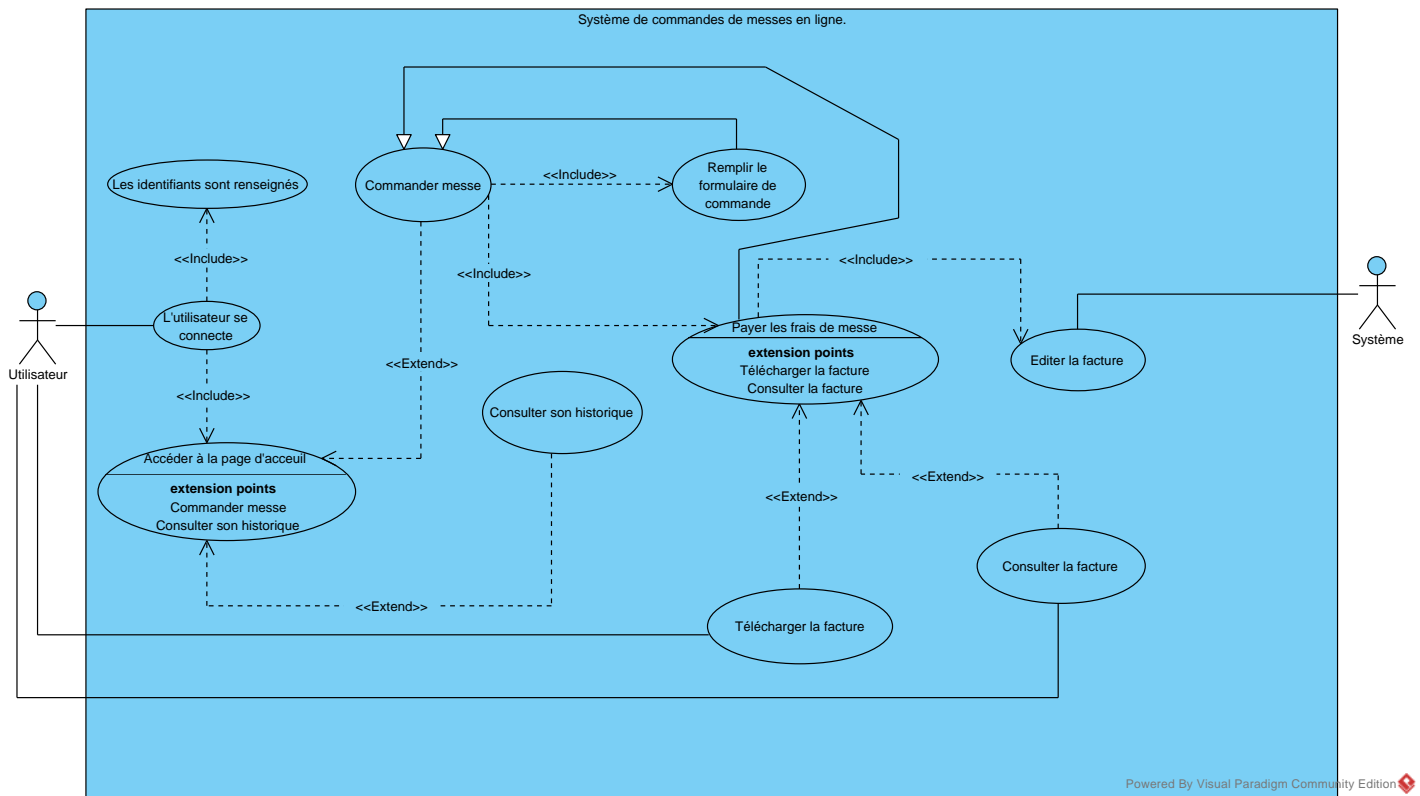 Système de commandes de messes en ligne.
Commander messe
<<Include>>
Remplir le
formulaire de
commande
Les identifiants sont renseignés
<<Include>>
<<Include>>
<<Include>>
L'utilisateur se
connecte
Utilisateur
Système
Payer les frais de messe
extension points
Télécharger la facture
Consulter la facture
Editer la facture
<<Extend>>
<<Include>>
Consulter son historique
Accéder à la page d'acceuil
extension points
Commander messe
Consulter son historique
<<Extend>>
<<Extend>>
<<Extend>>
Consulter la facture
Télécharger la facture
Powered By Visual Paradigm Community Edition